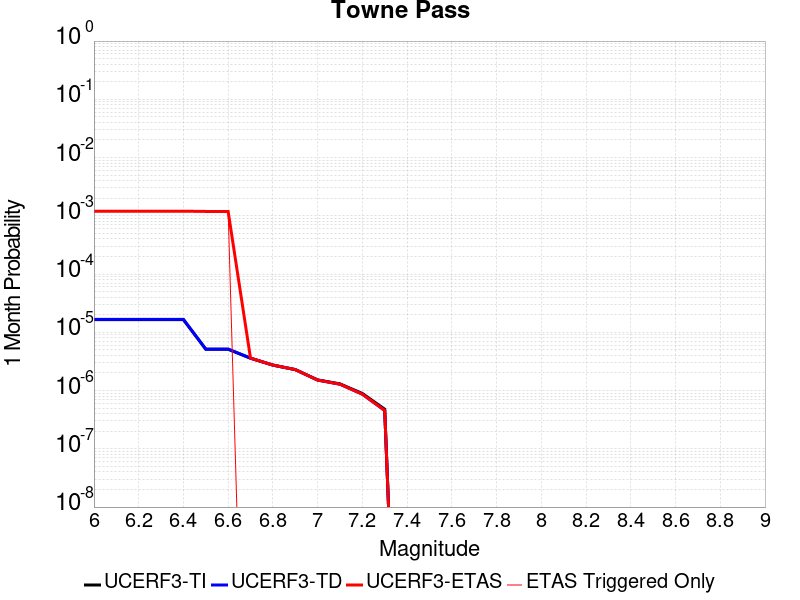 Towne Pass
1 Month Probability
10^0
10^-1
10^-2
10^-3
10^-4
10^-5
10^-6
10^-7
10^-8
6 6.2 6.4 6.6 6.8 7 7.2 7.4 7.6 7.8 8 8.2 8.4 8.6 8.8 9
Magnitude
UCERF3-TI UCERF3-TD UCERF3-ETAS ETAS Triggered Only